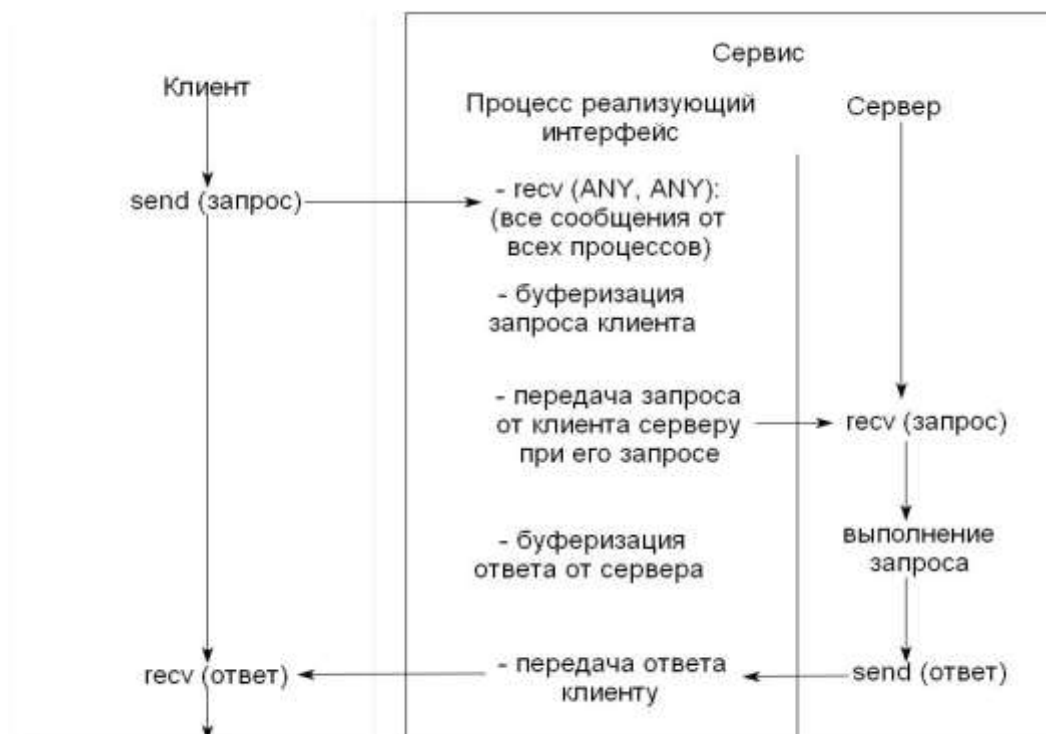 Сервис
Клиент
Процесс реализующий
интерфейс
Сервер
send (запрос)
- recv (ANY, ANY):
(все сообщения от
всех процессов)
- буферизация
запроса клиента
- передача запроса
от клиента серверу
при его запросе
recv (запрос)
выполнение
запроса
- буферизация
ответа от сервера
recv (ответ)
- передача ответа
клиенту
send (ответ)